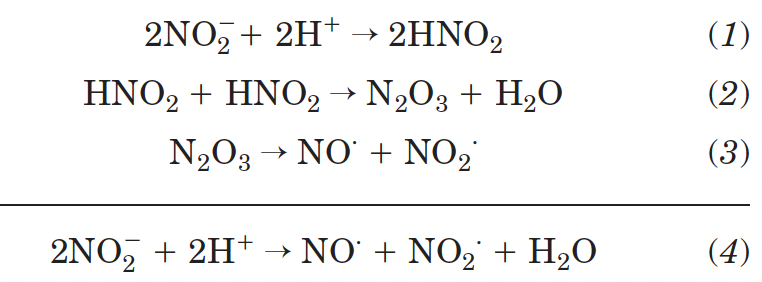 2NO₂⁻ + 2H⁺ → 2HNO₂ (1)
HNO₂ + HNO₂ → N₂O₃ + H₂O (2)
N₂O₃ → NO˙ + NO₂˙ (3)
2NO₂⁻ + 2H⁺ → NO˙ + NO₂˙ + H₂O (4)